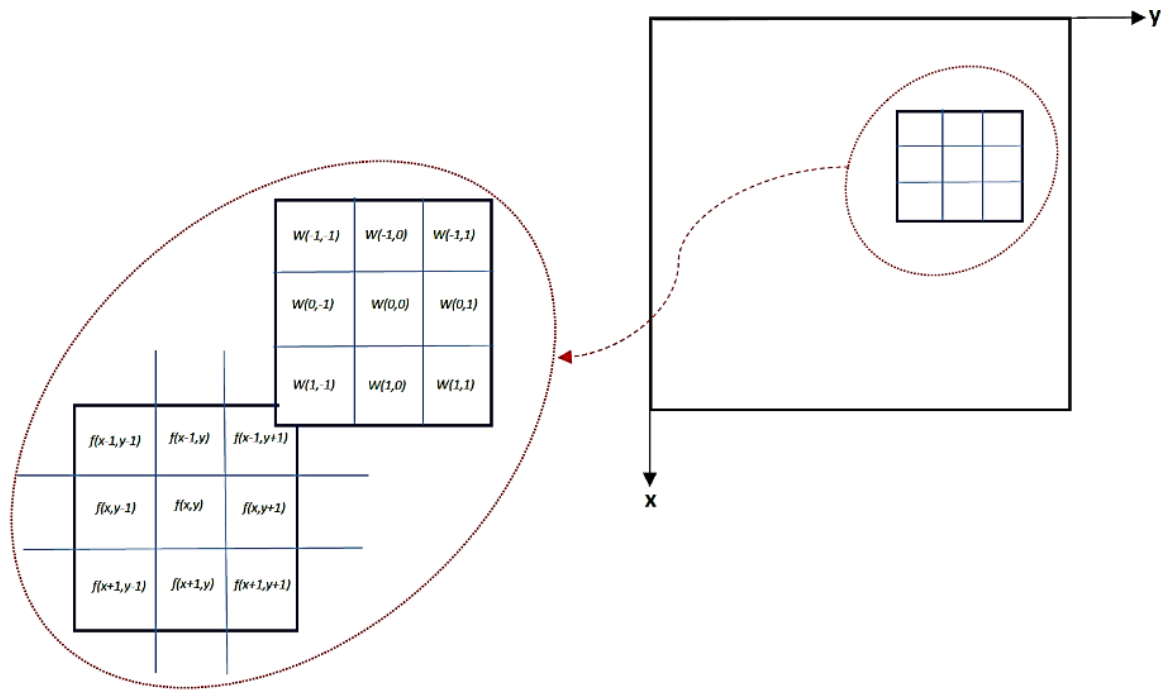 y
W(-1,-1) W(-1,0) W(-1,1)
W(0,-1) W(0,0) W(0,1)
W(1,-1) W(1,0) W(1,1)
f(x-1,y-1) f(x-1,y) f(x-1,y+1)
f(x,y-1) f(x,y) f(x,y+1)
f(x+1,y-1) f(x+1,y) f(x+1,y+1)
x